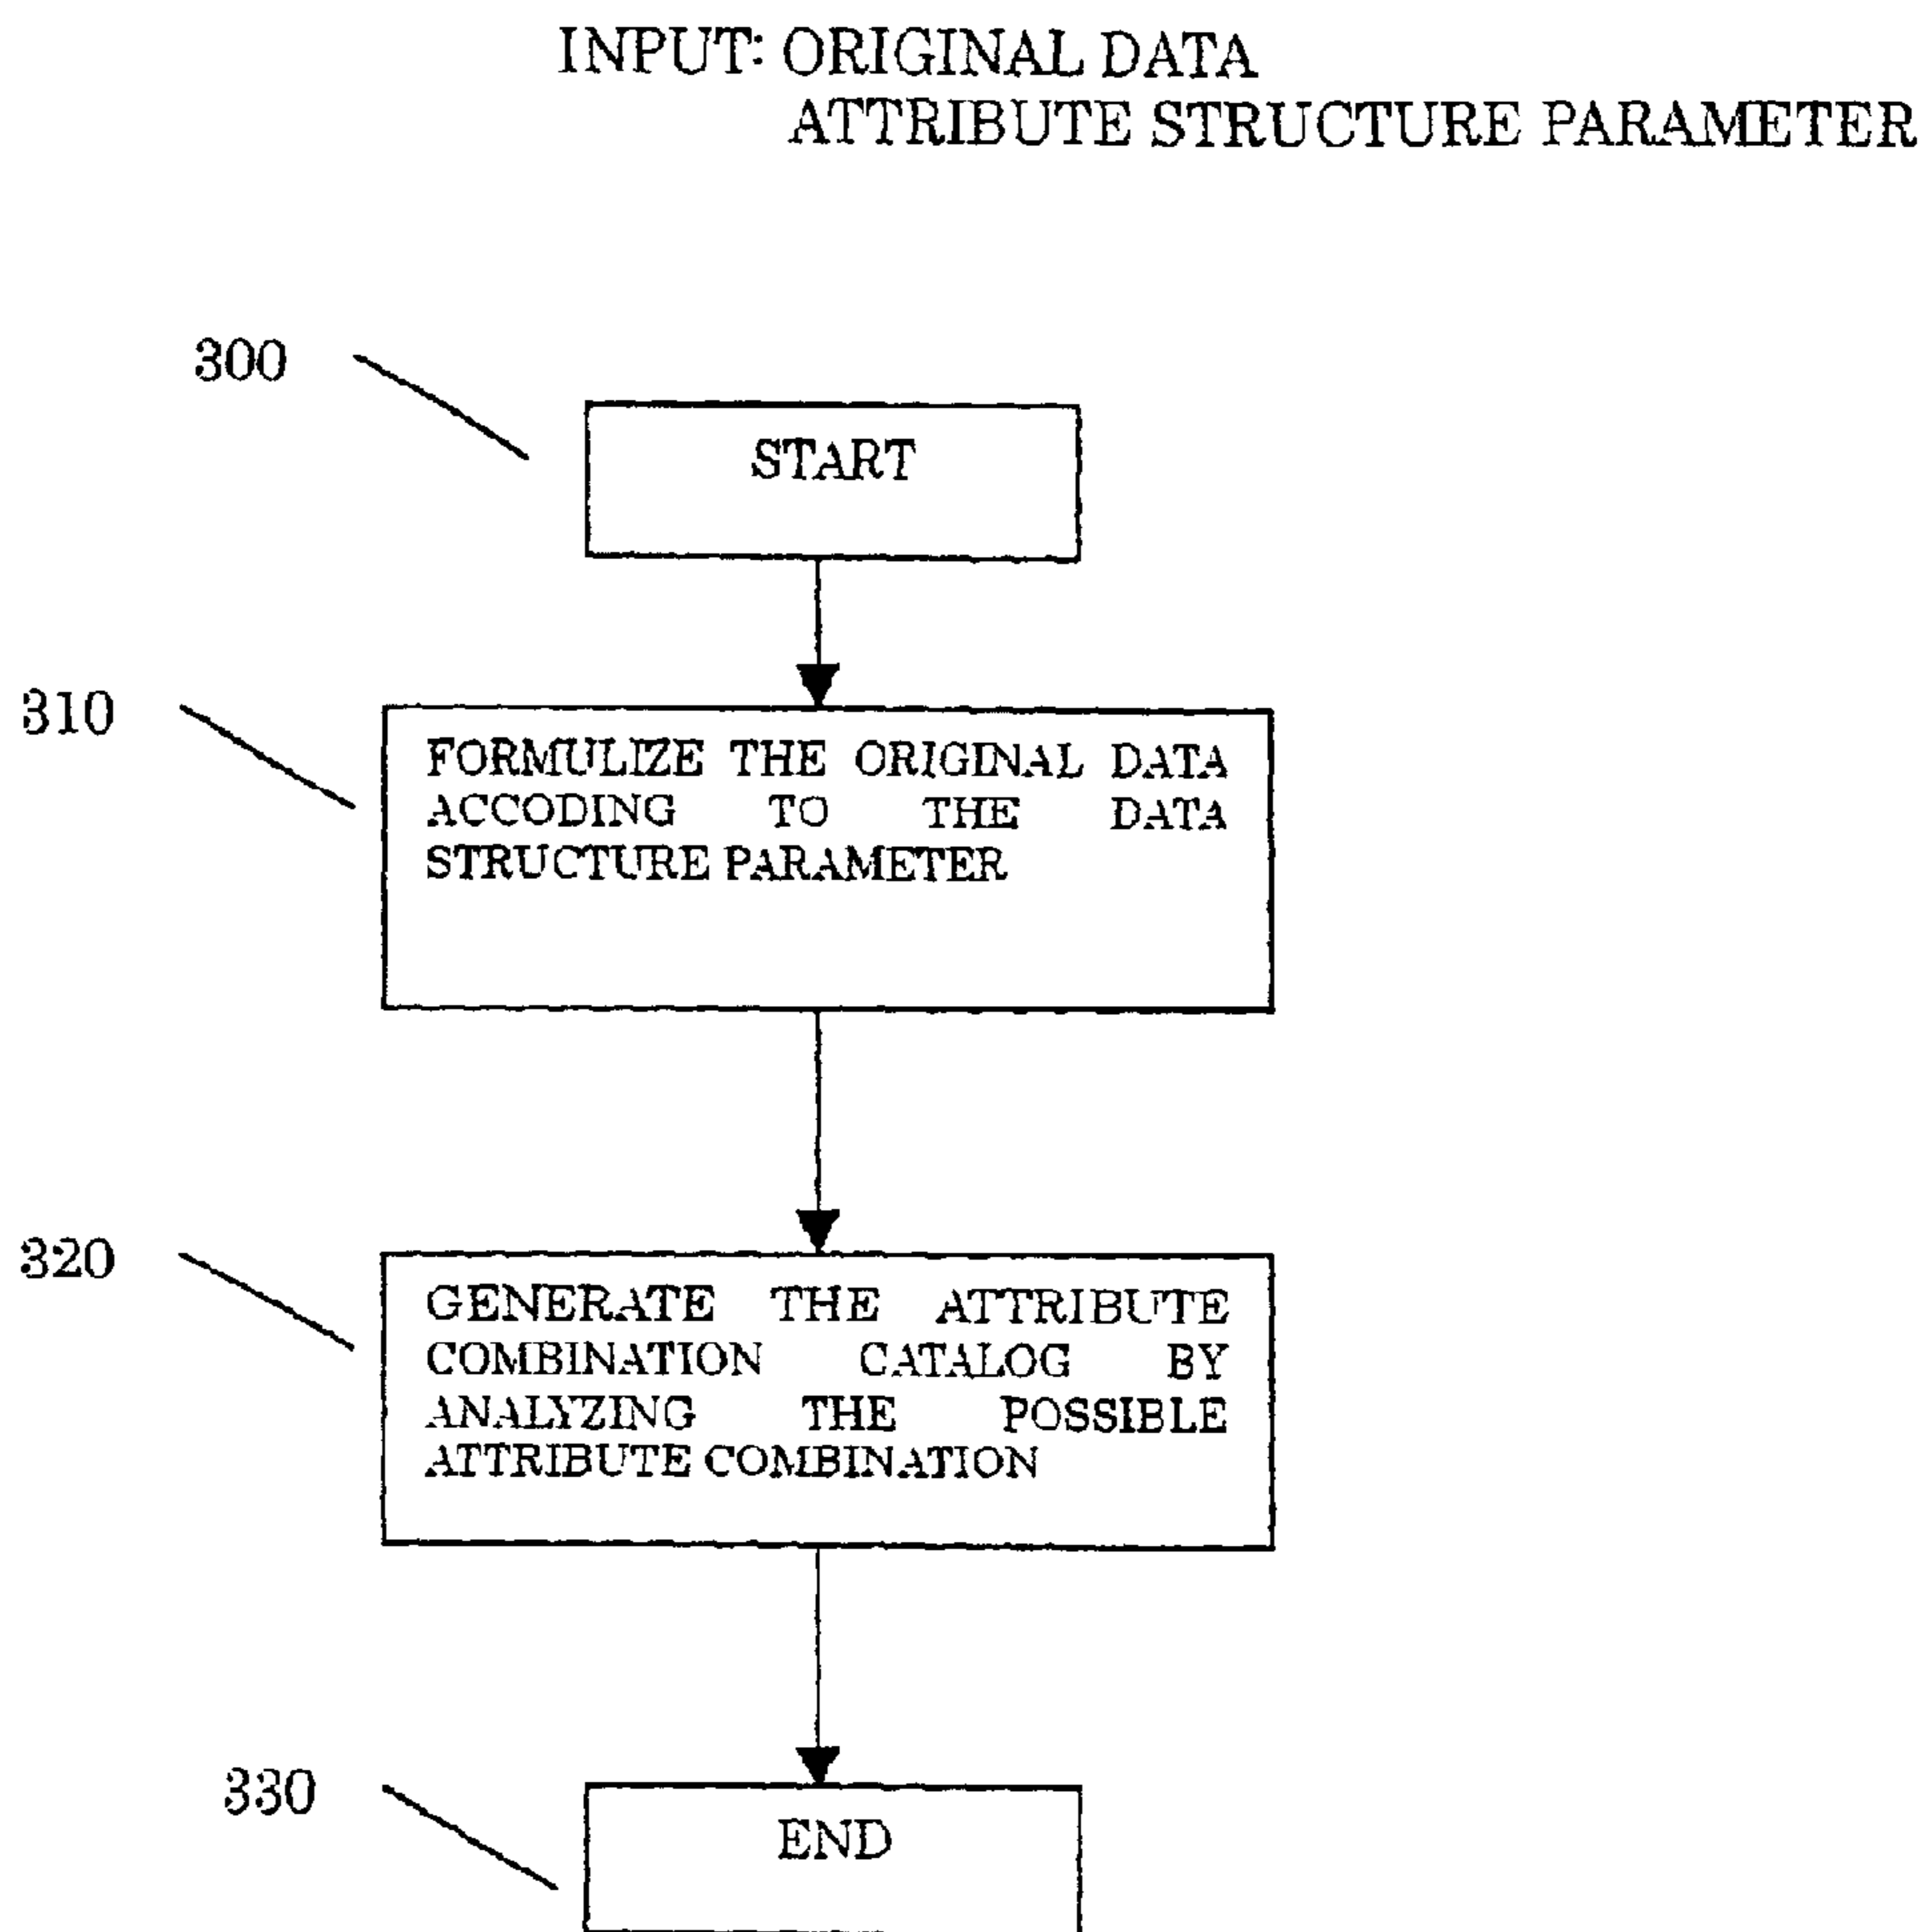 INPUT: ORIGINAL DATA
ATTRIBUTE STRUCTURE PARAMETER
300
START
310
FORMULIZE THE ORIGINAL DATA
ACCODING TO THE DATA
STRUCTURE PARAMETER
320
GENERATE THE ATTRIBUTE
COMBINATION CATALOG BY
ANALYZING THE POSSIBLE
ATTRIBUTE COMBINATION
330
END